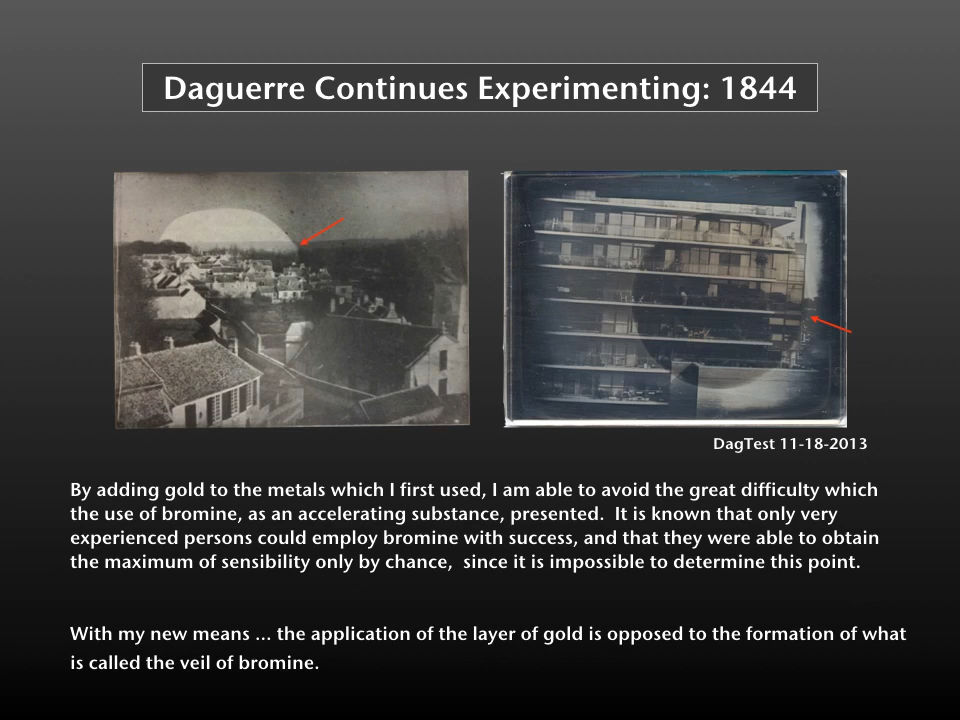 Daguerre Continues Experimenting: 1844
DagTest 11-18-2013
By adding gold to the metals which I first used, I am able to avoid the great difficulty which
the use of bromine, as an accelerating substance, presented.  It is known that only very
experienced persons could employ bromine with success, and that they were able to obtain
the maximum of sensibility only by chance,  since it is impossible to determine this point.
With my new means ... the application of the layer of gold is opposed to the formation of what
is called the veil of bromine.